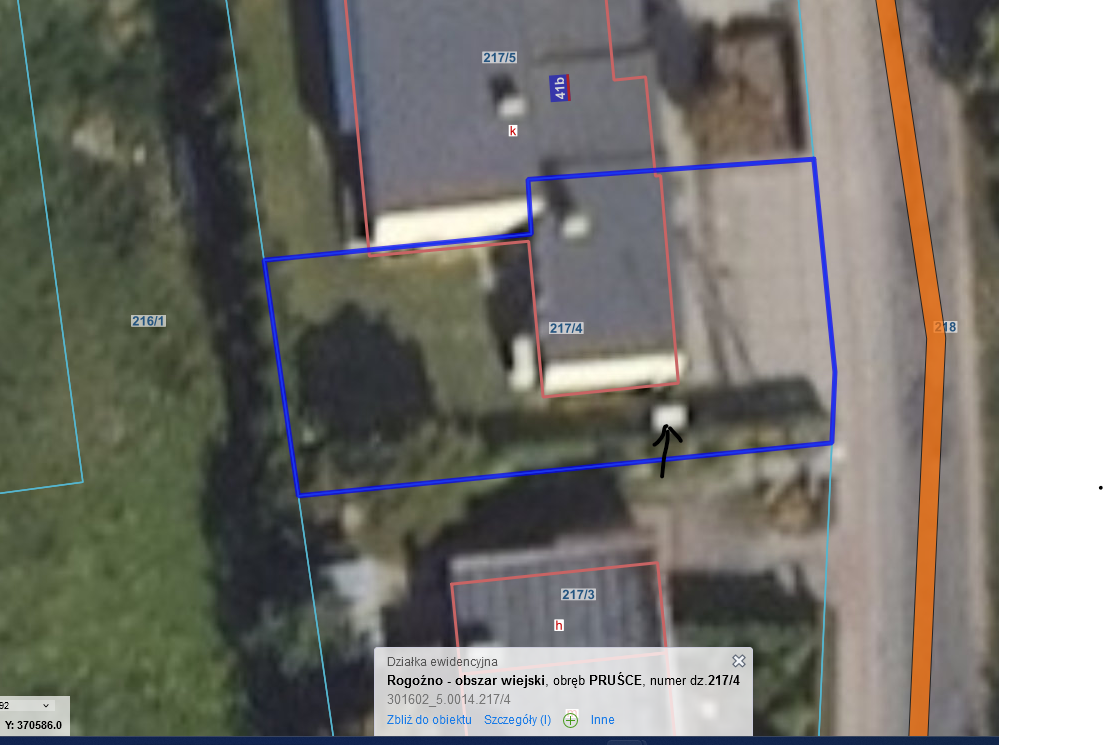 217/5
41b
k
216/1
217/4
218
217/3
h
Działka ewidencyjna
Rogoźno - obszar wiejski, obręb PRUŚCE, numer dz.217/4
301602_5.0014.217/4
Zbliż do obiektu Szczegóły (I) Inne
92
Y: 370586.0